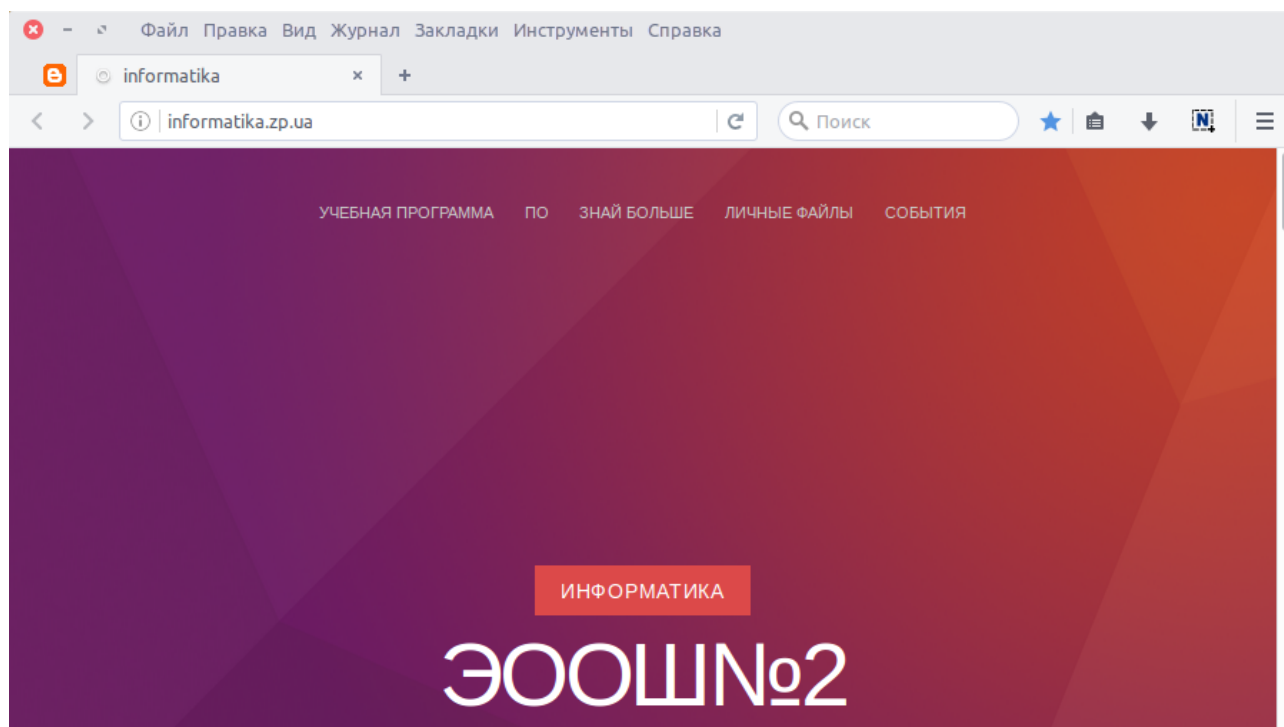 Файл Правка Вид Журнал Закладки Инструменты Справка
informatika
informatika.zp.ua Поиск
УЧЕБНАЯ ПРОГРАММА ПО ЗНАЙ БОЛЬШЕ ЛИЧНЫЕ ФАЙЛЫ СОБЫТИЯ
ИНФОРМАТИКА
ЭООШ№2